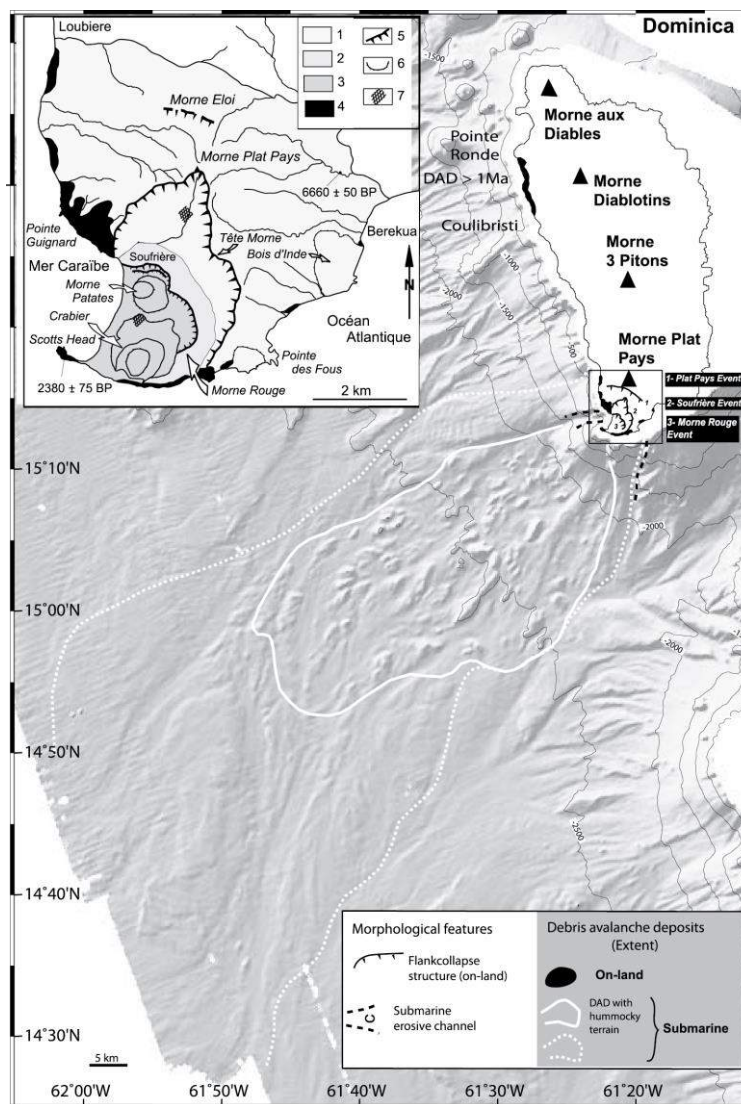 Dominica
Loubiere
Morne Eloi
Morne Plat Pays
6660 ± 50 BP
Pointe
Guignard
Tête Morne
Berekua
Bois d'Inde
Mer Caraïbe
Soufrière
Morne
Patates
Crabier
Scotts Head
N
Océan
Atlantique
Pointe
des Fous
2380 ± 75 BP
Morne Rouge
2 km
1
2
3
4
5
6
7
Morne aux
Diables
Pointe
Ronde
DAD > 1Ma
Morne
Diablotins
Coulibristi
Morne
3 Pitons
Morne Plat
Pays
1- Plat Pays Event
2- Soufrière Event
3- Morne Rouge
Event
1
2
3
-1500
-1000
-2000
-1500
-500
-2000
-2000
-2500
15°10'N
15°00'N
14°50'N
14°40'N
14°30'N
5 km
62°00'W
61°50'W
61°40'W
61°30'W
61°20'W
Morphological features
Flankcollapse
structure (on-land)
C
Submarine
erosive channel
Debris avalanche deposits
(Extent)
On-land
DAD with
hummocky
terrain
Submarine